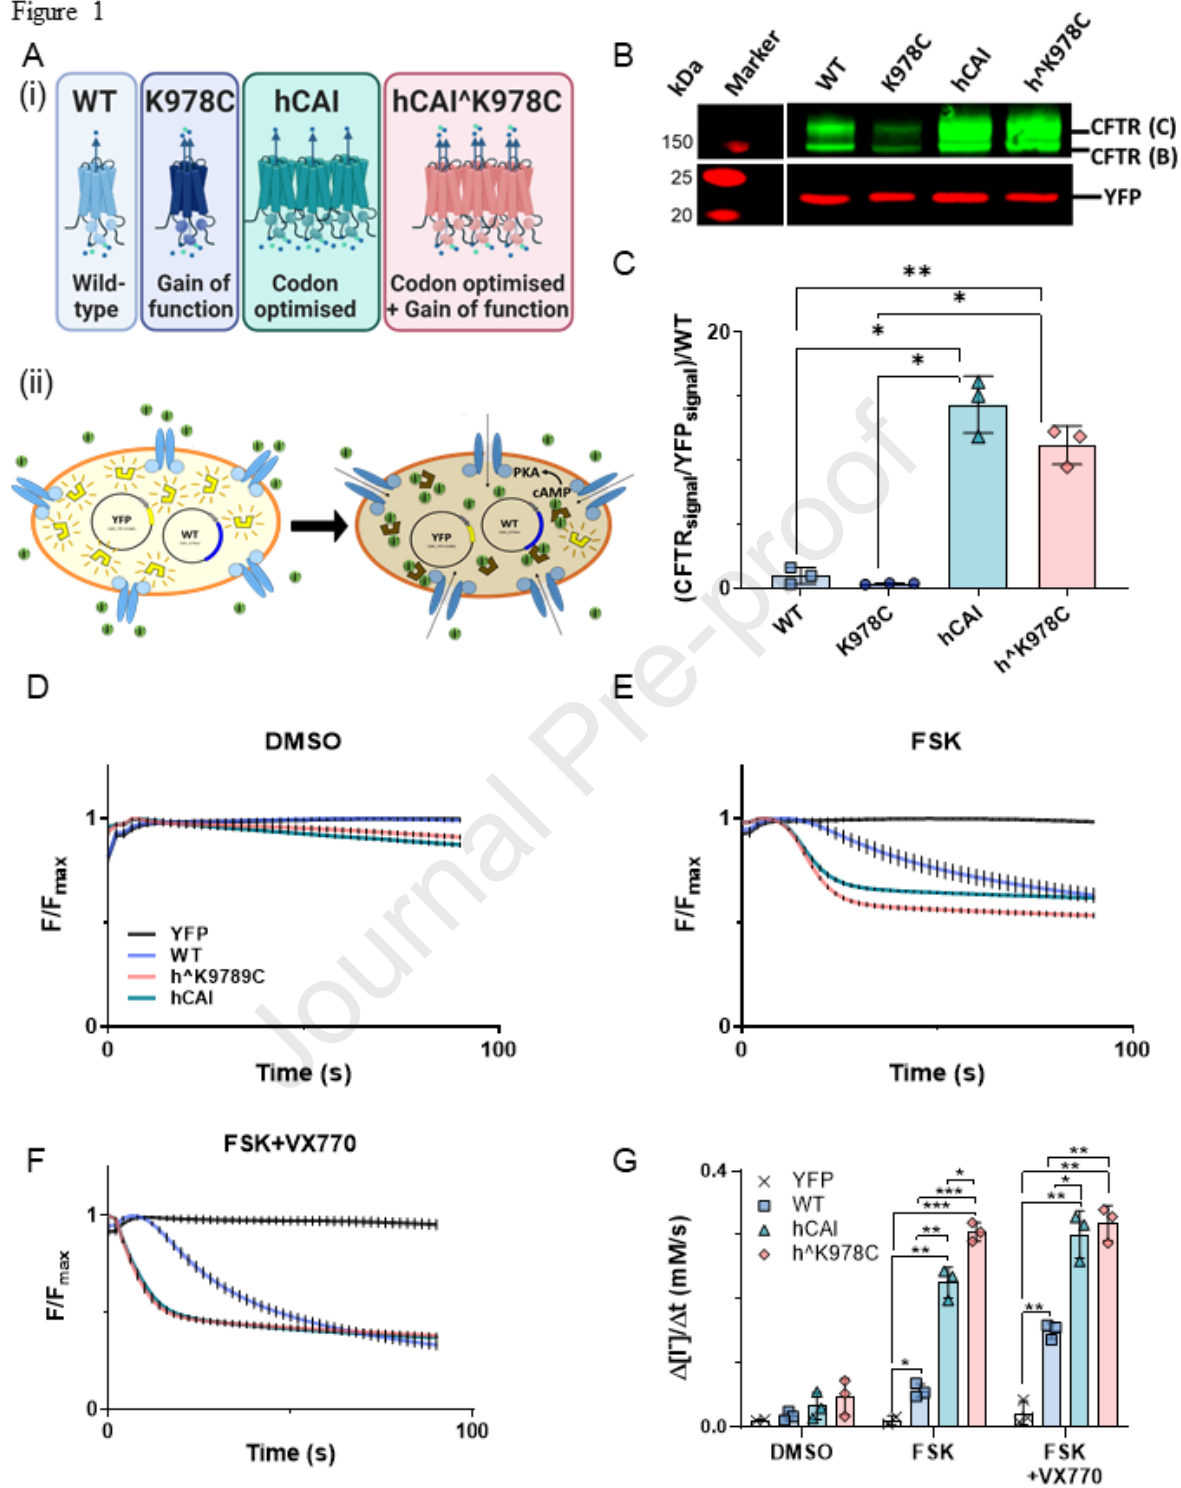 Figure 1
A
(i)
WT
K978C
hCAI
hCAI^K978C
Wild-
type
Gain of
function
Codon
optimised
Codon optimised
+ Gain of function
(ii)
YFP
WT
YFP
WT
PKA
cAMP
B
kDa
Marker
WT
K978C
hCAI
h^K978C
150
25
20
CFTR (C)
CFTR (B)
YFP
C
(CFTRsignal/YFPsignal)/WT
20
0
**
*
*
*
WT
K978C
hCAI
h^K978C
D
DMSO
F/Fmax
1
0
YFP
WT
h^K9789C
hCAI
0
100
Time (s)
E
FSK
F/Fmax
1
0
0
100
Time (s)
F
FSK+VX770
F/Fmax
1
0
0
100
Time (s)
G
Δ[I-]/Δt (mM/s)
0.4
0.0
YFP
WT
hCAI
h^K978C
*
***
***
**
**
*
**
**
*
**
**
DMSO
FSK
FSK
+VX770
Journal Pre-proof